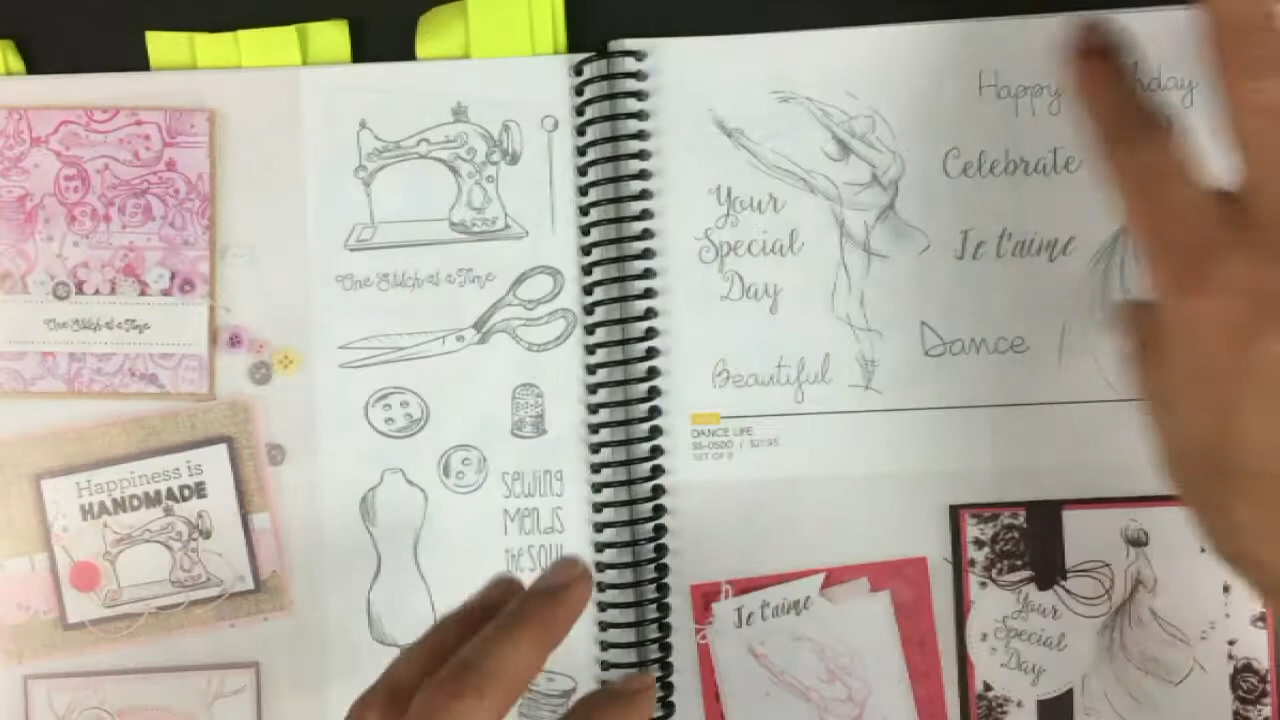 One Stitch at a Time
Happiness is
HANDMADE
One Stitch at a Time
sewing
Mends
the soul
Happy
Celebrate
Je t'aime
Your
Special
Day
Dance
Beautiful
DANCE LIFE
Je t'aime
Your
Special
Day